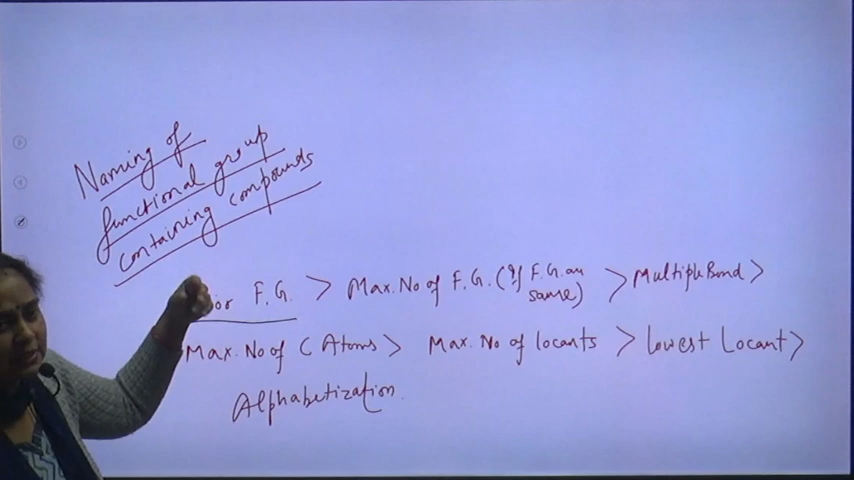 Naming of
functional group
containing compounds
F.G. > Max. No of F.G. (If F.G. are same) > Multiple Bond >
Max. No of C Atoms > Max. No of locants > lowest Locant >
Alphabetization.